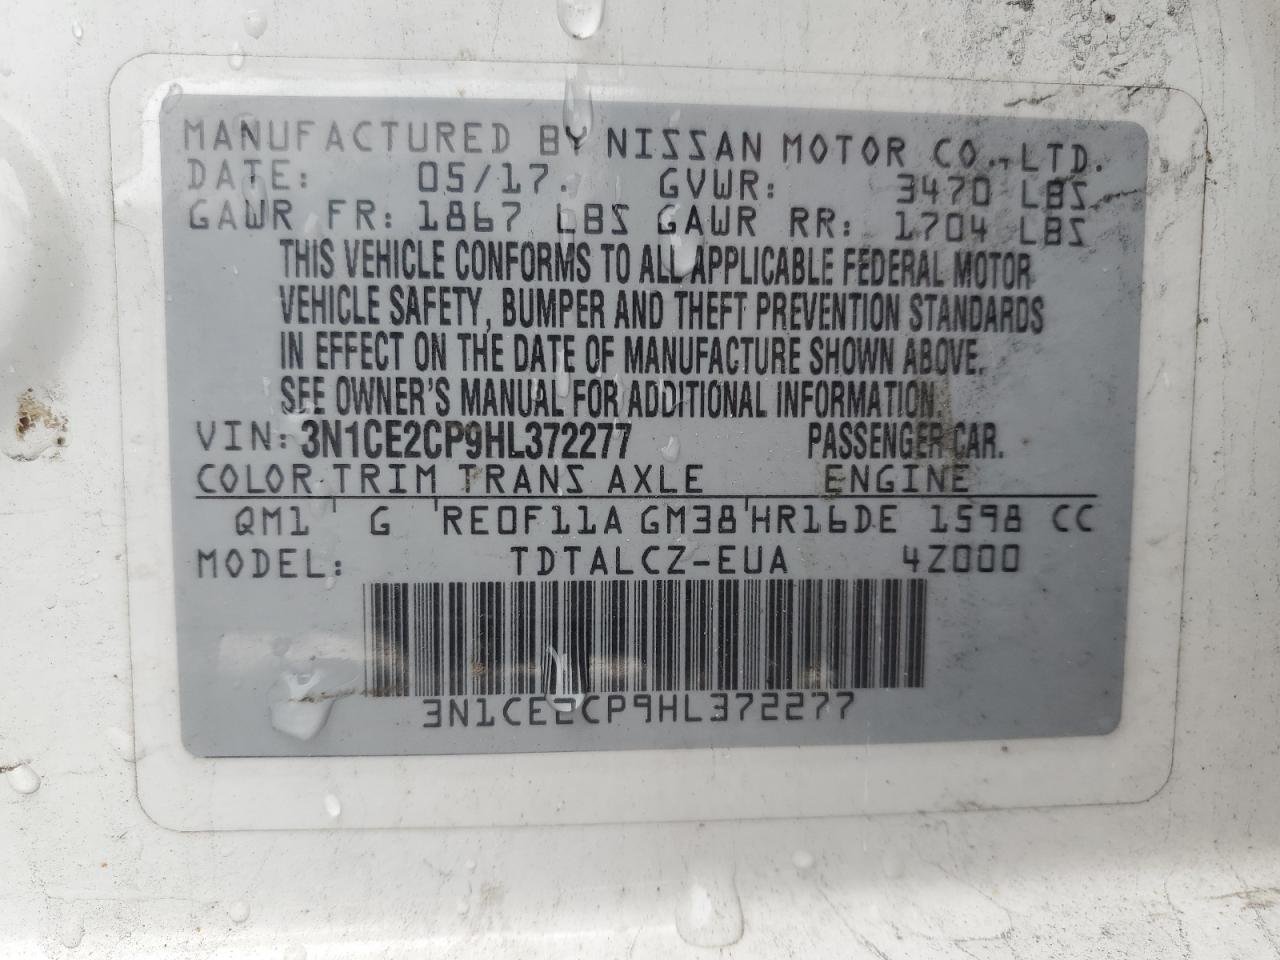 MANUFACTURED BY NISSAN MOTOR CO., LTD.
DATE: 05/17. GVWR: 3470 LBS
GAWR FR: 1867 LBS GAWR RR: 1704 LBS
THIS VEHICLE CONFORMS TO ALL APPLICABLE FEDERAL MOTOR
VEHICLE SAFETY, BUMPER AND THEFT PREVENTION STANDARDS
IN EFFECT ON THE DATE OF MANUFACTURE SHOWN ABOVE.
SEE OWNER'S MANUAL FOR ADDITIONAL INFORMATION.
VIN: 3N1CE2CP9HL372277 PASSENGER CAR.
COLOR TRIM TRANS AXLE ENGINE
QM1 G RE0F11A GM38 HR16DE 1598 CC
MODEL: TDTALCZ-EUA 4Z000
3N1CE2CP9HL372277